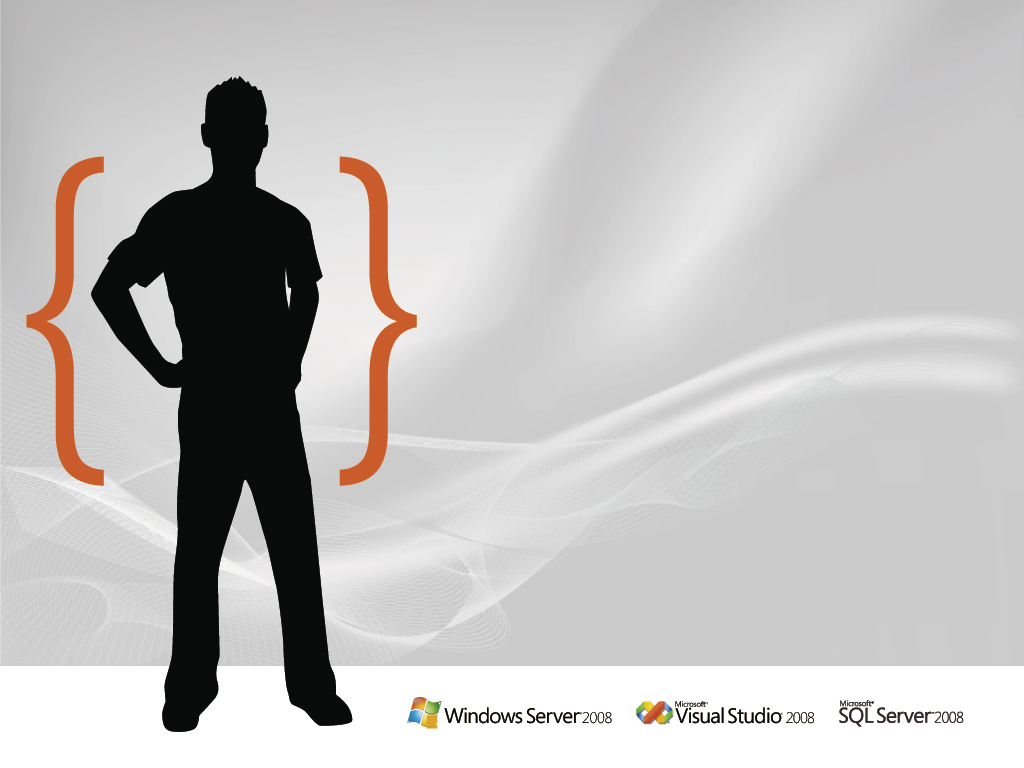 { }
Windows Server 2008
Microsoft®
Visual Studio 2008
Microsoft®
SQL Server 2008